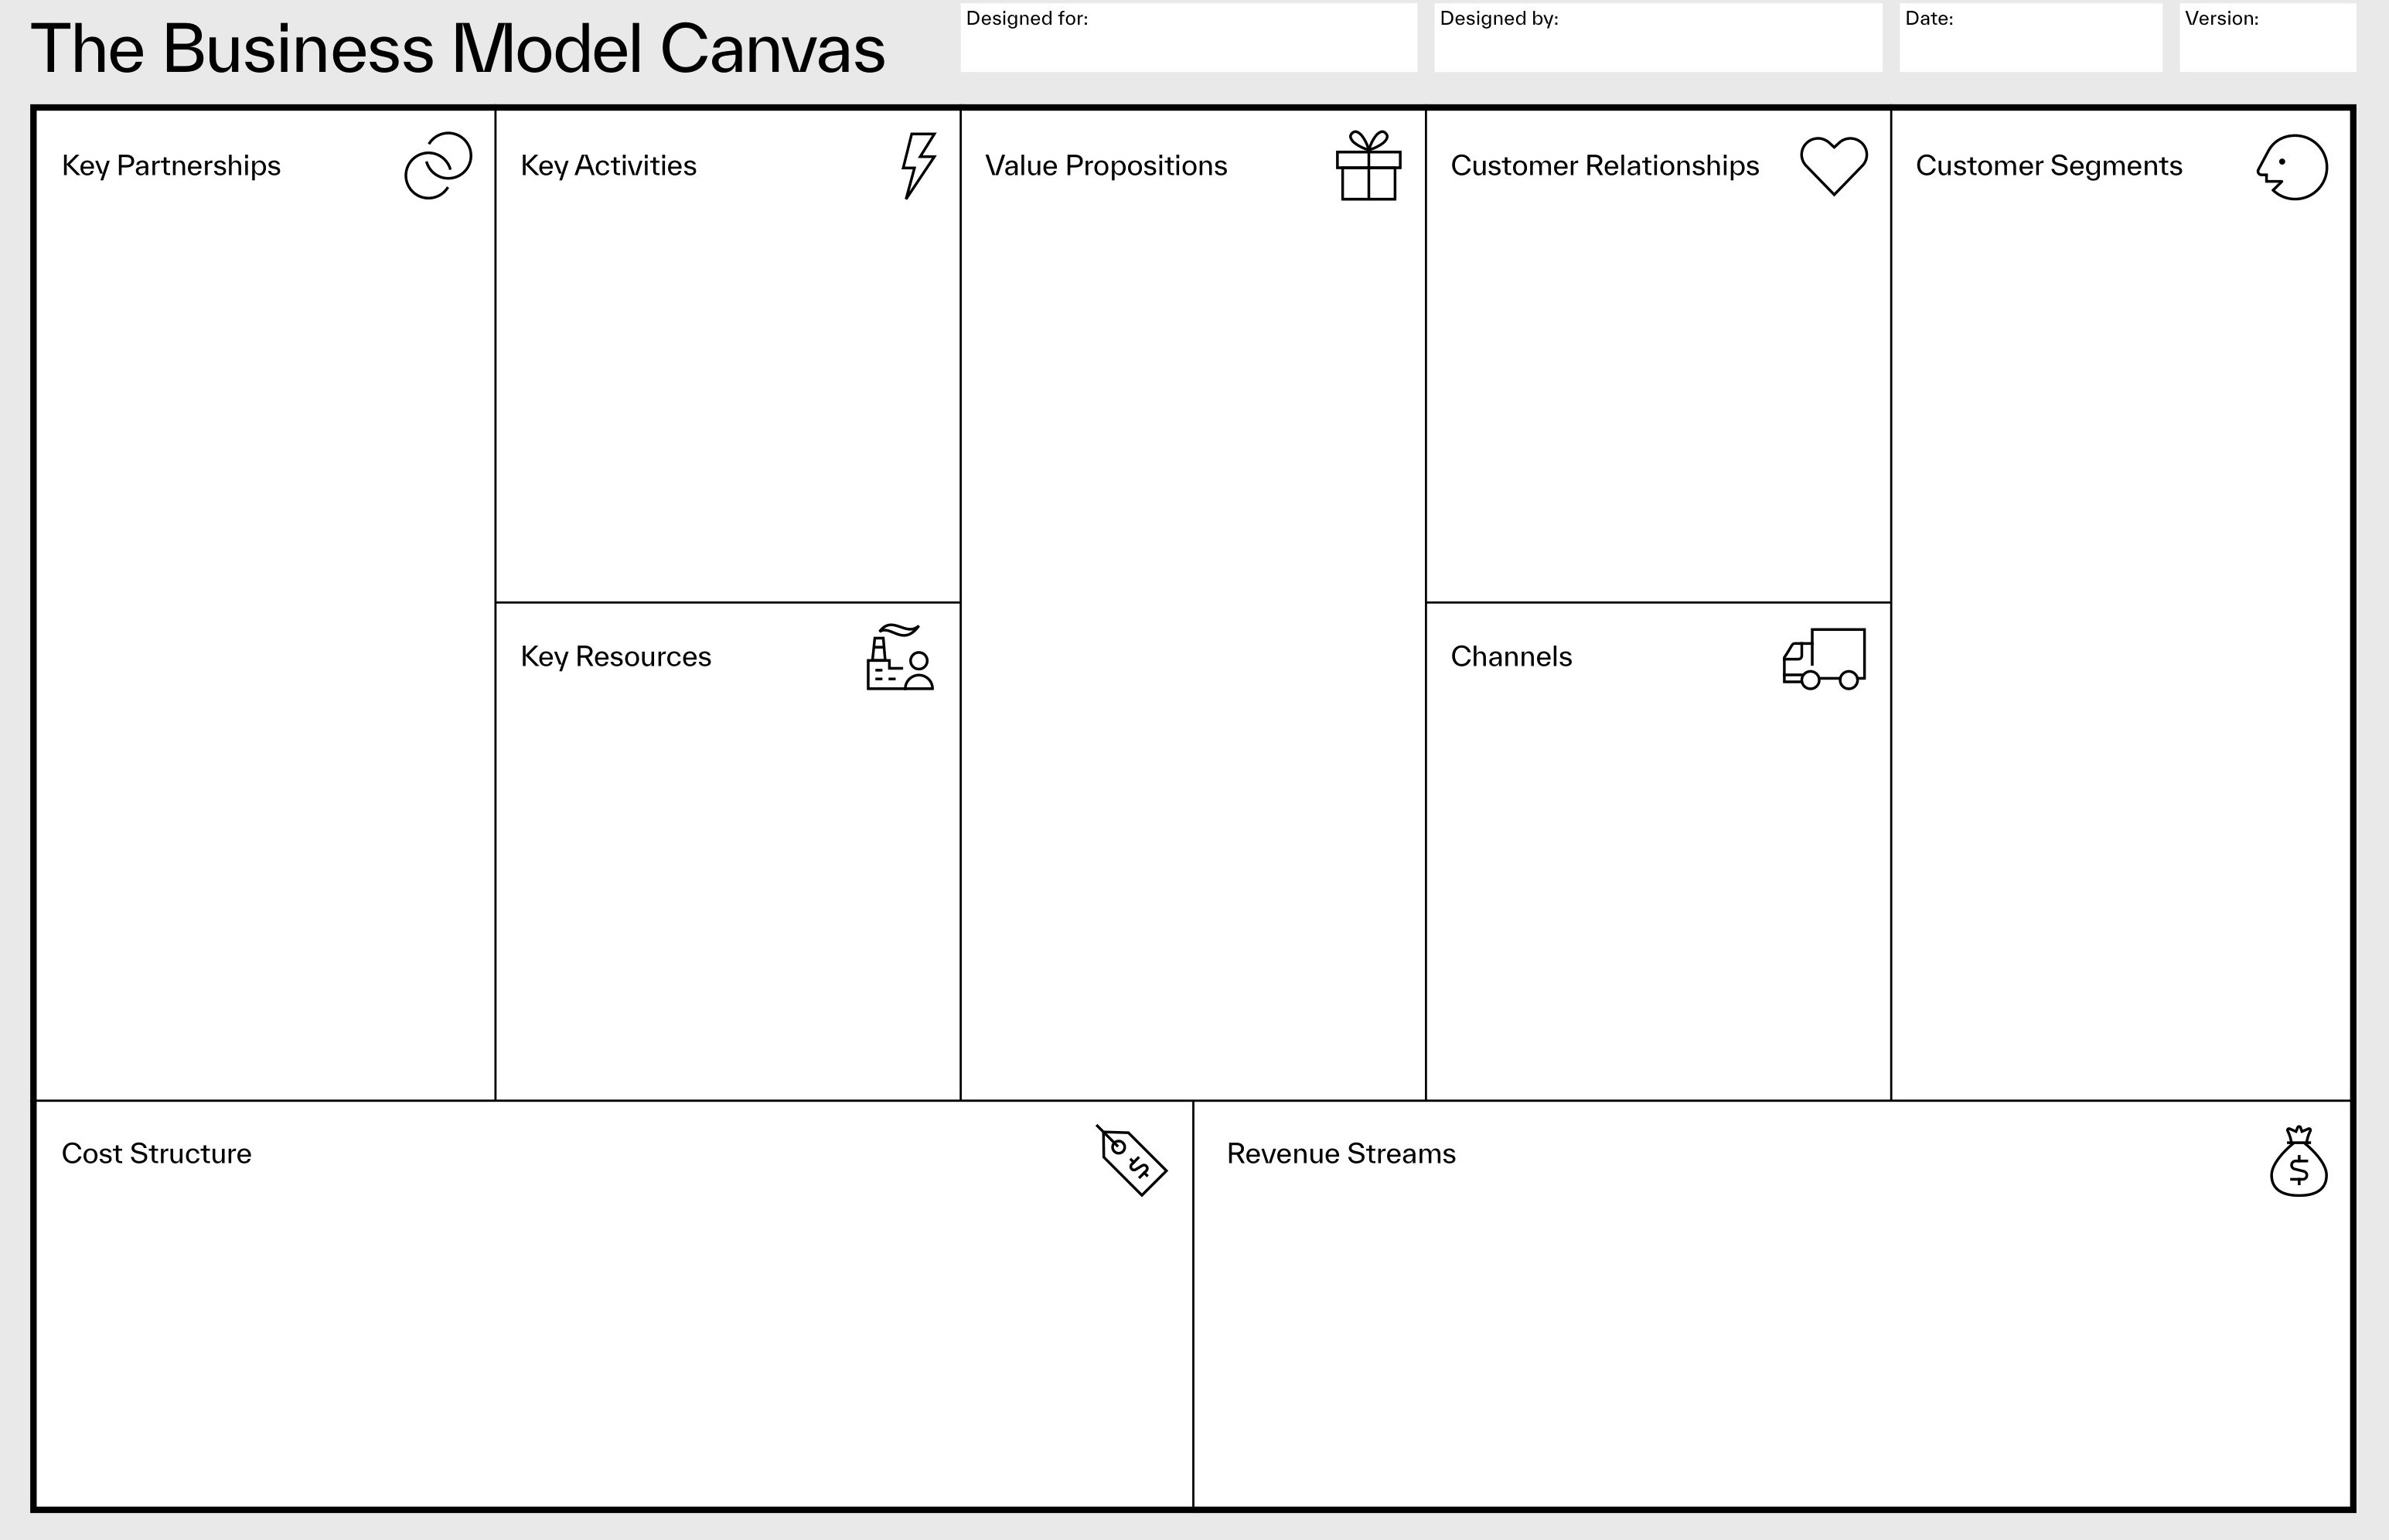 The Business Model Canvas
Designed for:
Designed by:
Date:
Version:
Key Partnerships
Key Activities
Key Resources
Value Propositions
Customer Relationships
Channels
Customer Segments
Cost Structure
$
Revenue Streams
$